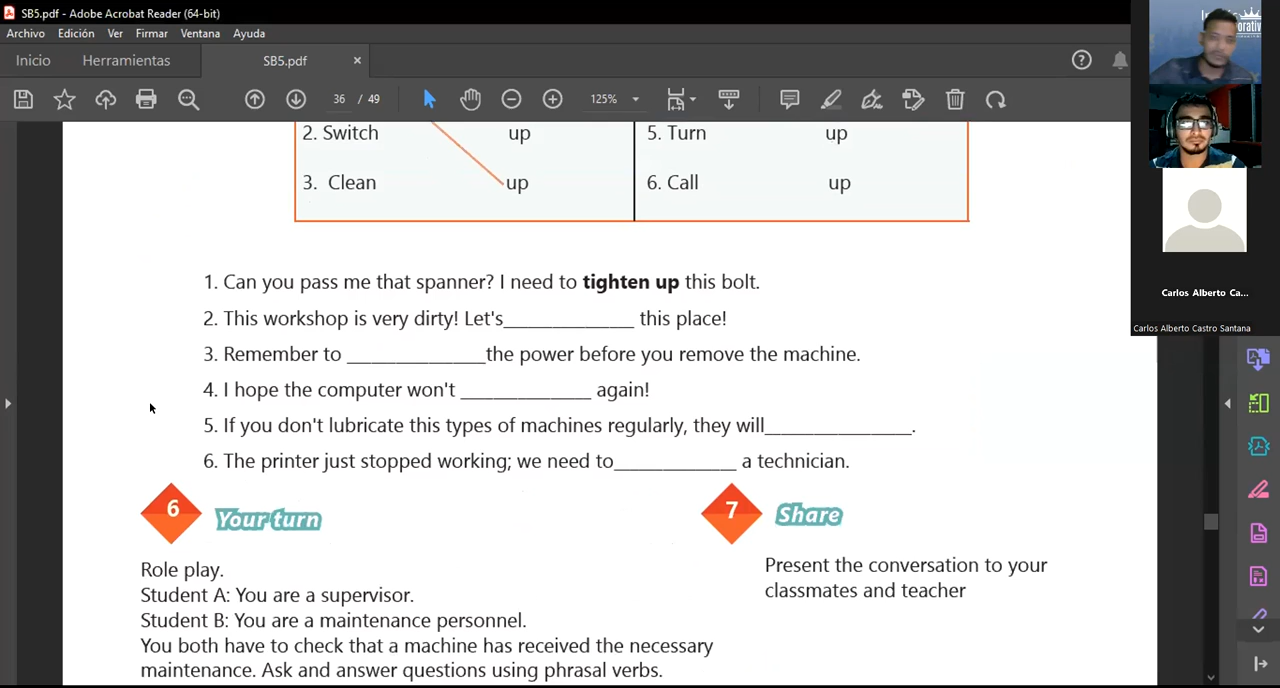 SB5.pdf - Adobe Acrobat Reader (64-bit)
Archivo Edición Ver Firmar Ventana Ayuda
Inicio Herramientas SB5.pdf ×
36 / 49 125%
2. Switch up 5. Turn up
3. Clean up 6. Call up
1. Can you pass me that spanner? I need to tighten up this bolt.
2. This workshop is very dirty! Let's_____________ this place!
3. Remember to ______________the power before you remove the machine.
4. I hope the computer won't _____________ again!
5. If you don't lubricate this types of machines regularly, they will_______________.
6. The printer just stopped working; we need to____________ a technician.
6 Your turn
Role play.
Student A: You are a supervisor.
Student B: You are a maintenance personnel.
You both have to check that a machine has received the necessary
maintenance. Ask and answer questions using phrasal verbs.
7 Share
Present the conversation to your
classmates and teacher
Carlos Alberto Ca...
Carlos Alberto Castro Santana